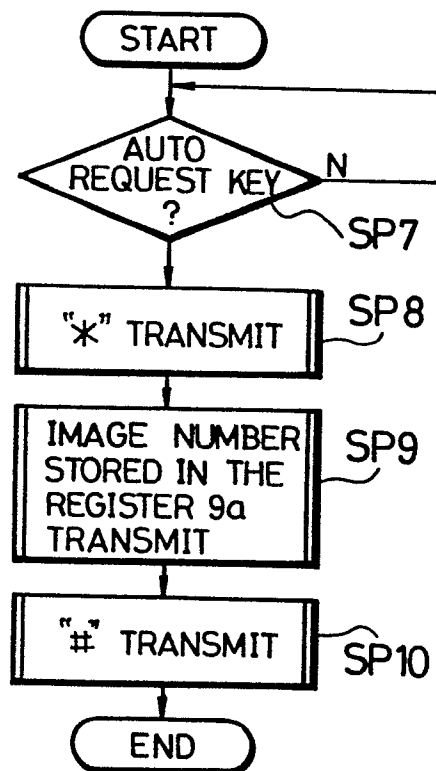 START
AUTO
REQUEST KEY
?
N
SP7
"*" TRANSMIT
SP8
IMAGE NUMBER
STORED IN THE
REGISTER 9a
TRANSMIT
SP9
"#" TRANSMIT
SP10
END